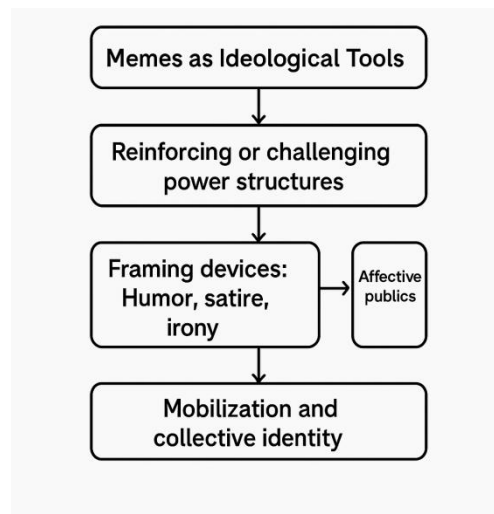 Memes as Ideological Tools
Reinforcing or challenging
power structures
Framing devices:
Humor, satire,
irony
Affective
publics
Mobilization and
collective identity